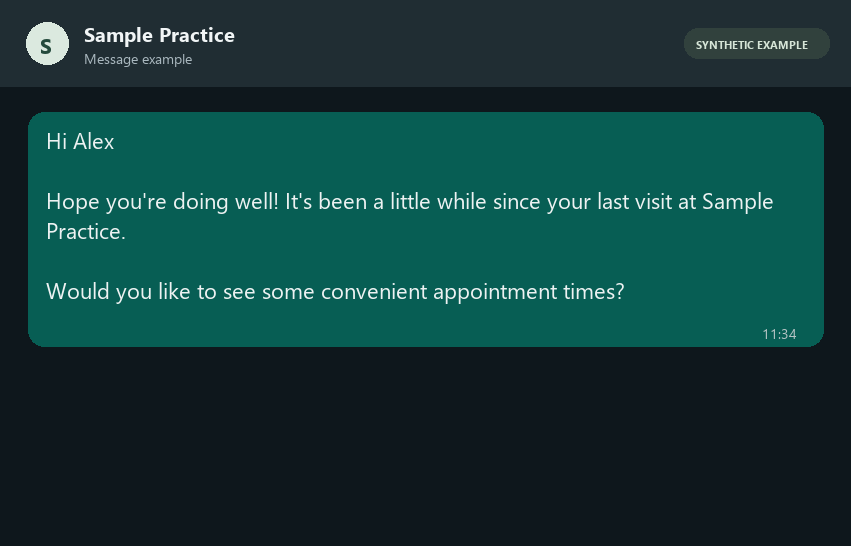 S
Sample Practice
Message example
SYNTHETIC EXAMPLE
Hi Alex
Hope you're doing well! It's been a little while since your last visit at Sample
Practice.
Would you like to see some convenient appointment times?
11:34